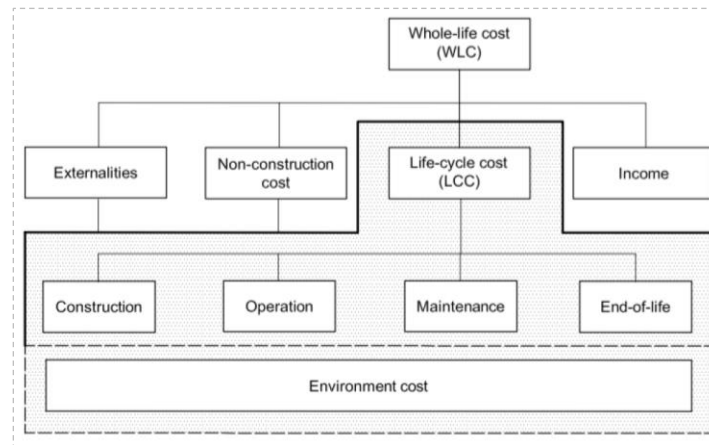 Whole-life cost
(WLC)
Externalities
Non-construction
cost
Life-cycle cost
(LCC)
Income
Construction
Operation
Maintenance
End-of-life
Environment cost